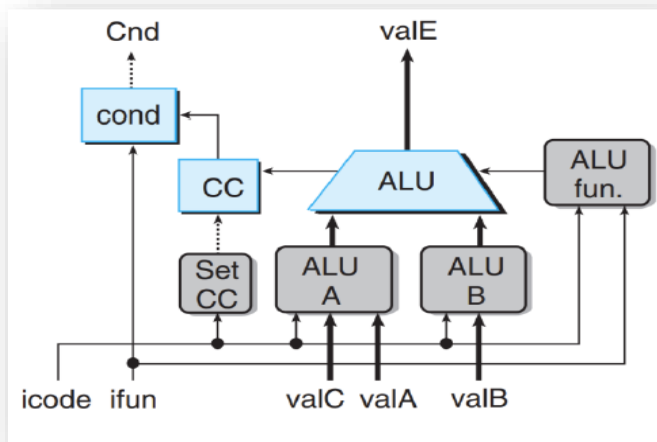 Cnd
valE
cond
CC
ALU
ALU
fun.
Set
CC
ALU
A
ALU
B
icode
ifun
valC
valA
valB